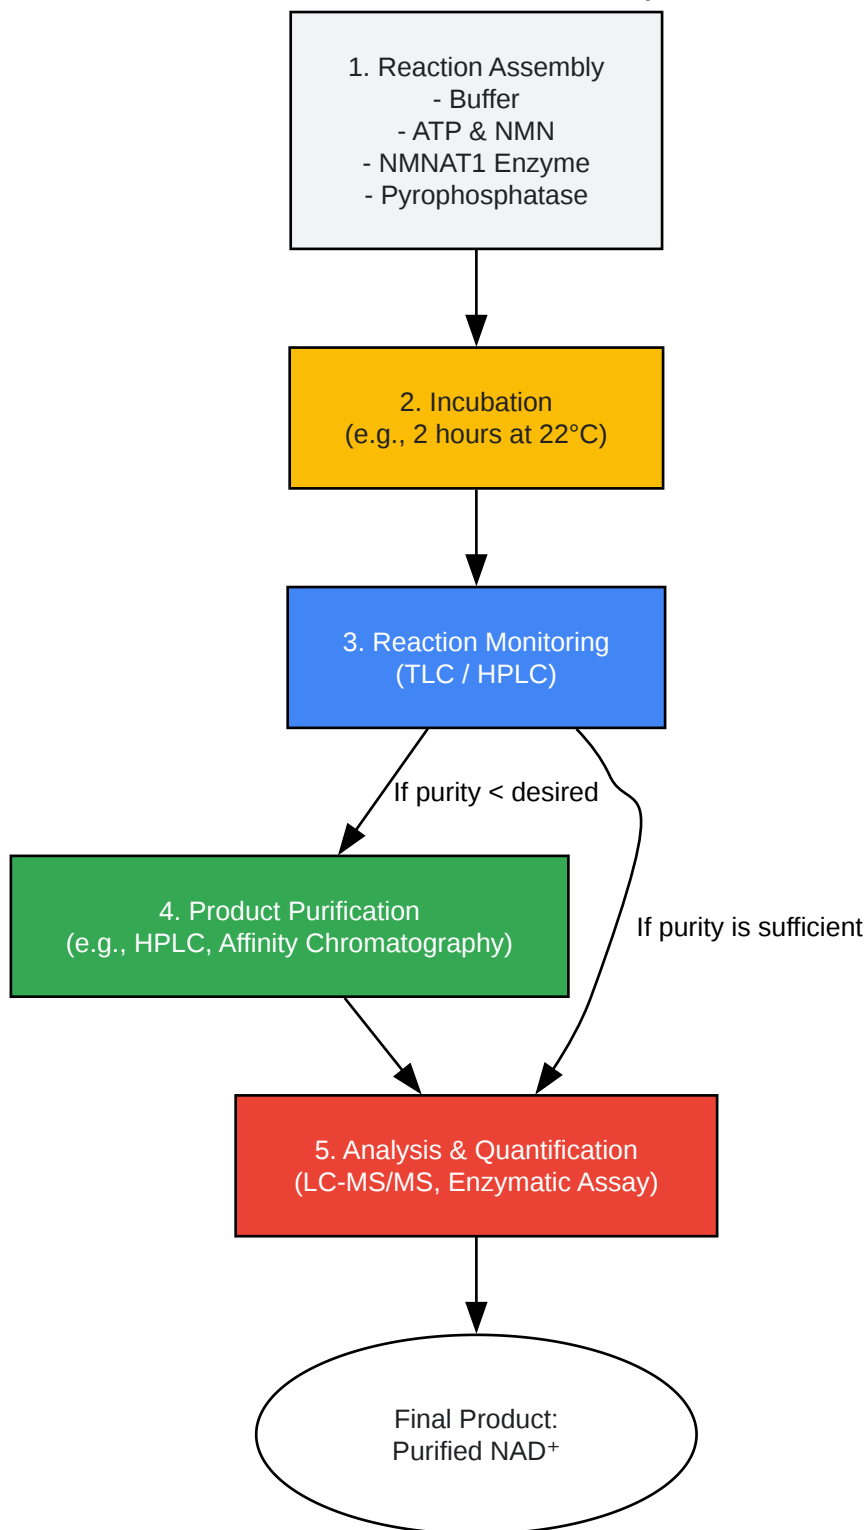 1. Reaction Assembly
- Buffer
- ATP & NMN
- NMNAT1 Enzyme
- Pyrophosphatase
2. Incubation
(e.g., 2 hours at 22°C)
3. Reaction Monitoring
(TLC / HPLC)
If purity < desired
4. Product Purification
(e.g., HPLC, Affinity Chromatography)
If purity is sufficient
5. Analysis & Quantification
(LC-MS/MS, Enzymatic Assay)
Final Product:
Purified NAD⁺